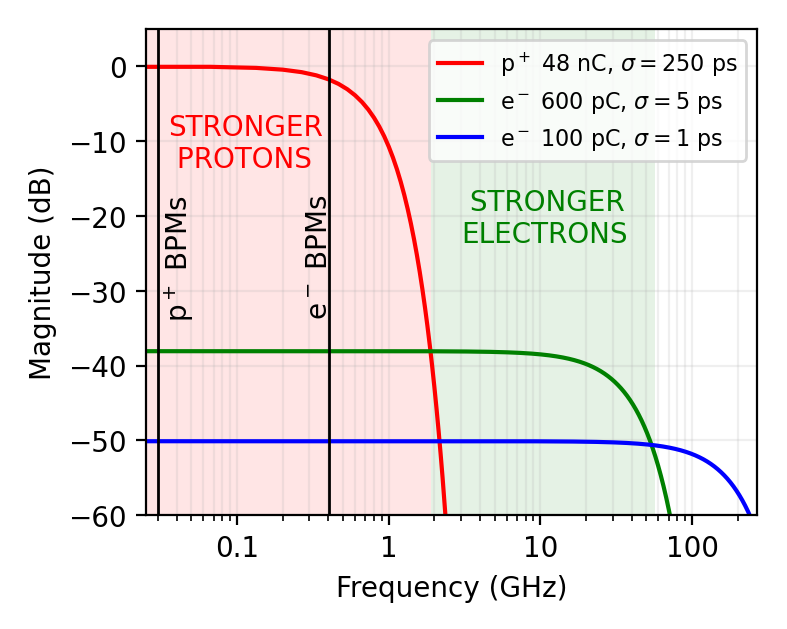 p⁺ 48 nC, σ = 250 ps
e⁻ 600 pC, σ = 5 ps
e⁻ 100 pC, σ = 1 ps
STRONGER
PROTONS
STRONGER
ELECTRONS
p⁺ BPMs
e⁻ BPMs
Magnitude (dB)
0
−10
−20
−30
−40
−50
−60
0.1
1
10
100
Frequency (GHz)